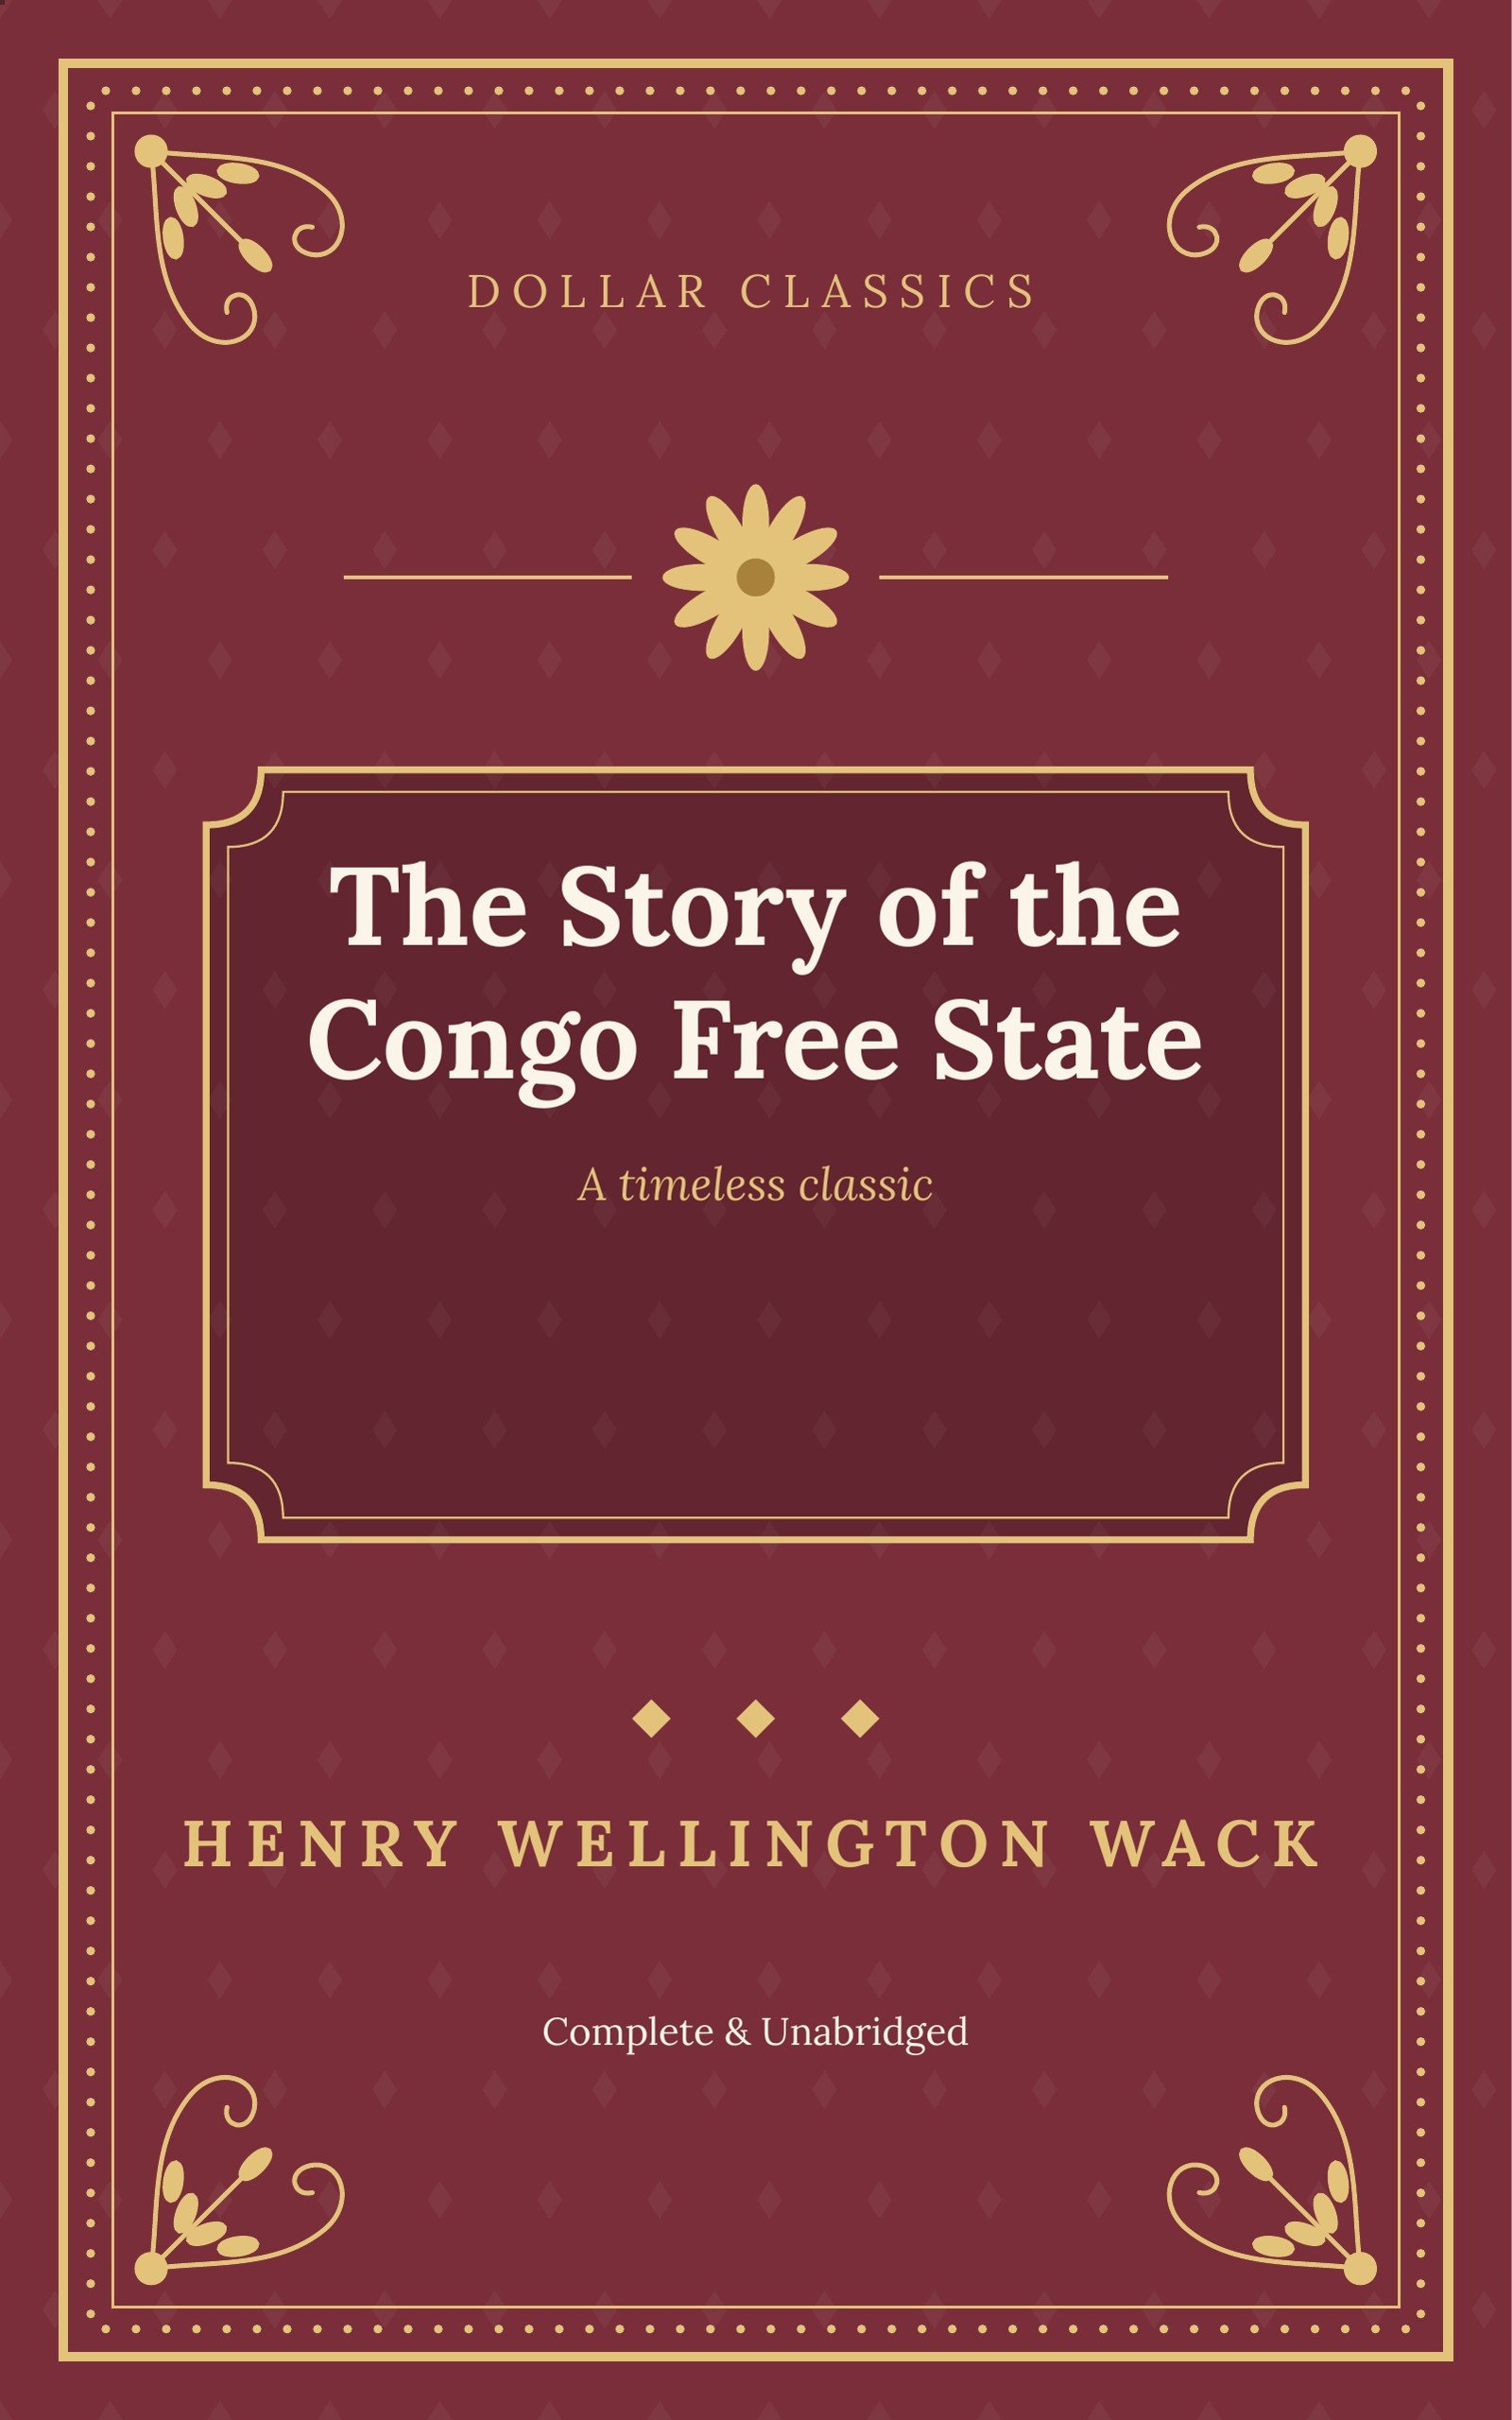 DOLLAR CLASSICS
The Story of the
Congo Free State
A timeless classic
HENRY WELLINGTON WACK
Complete & Unabridged